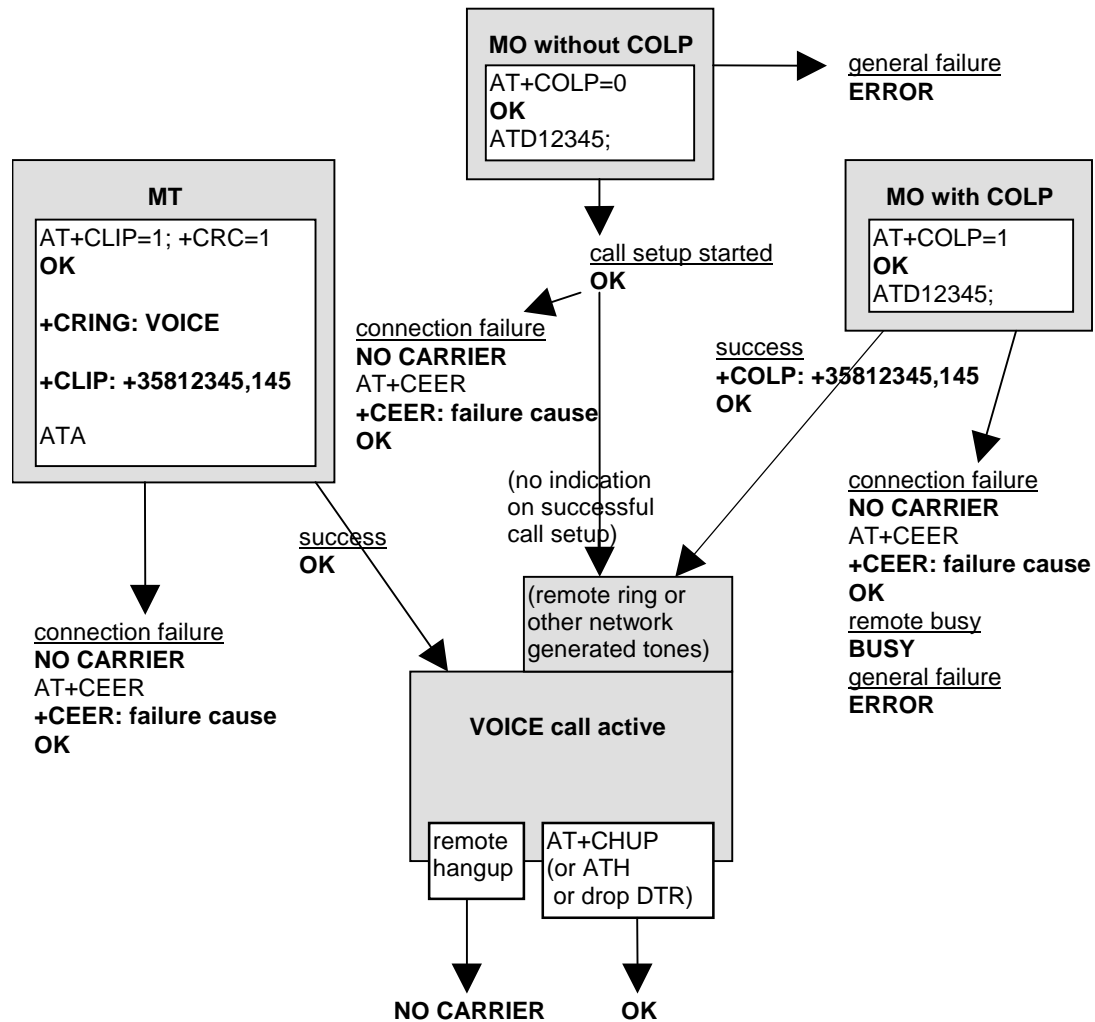 MO without COLP
AT+COLP=0
OK
ATD12345;
general failure
ERROR
MT
AT+CLIP=1; +CRC=1
OK
+CRING: VOICE
+CLIP: +35812345,145
ATA
MO with COLP
AT+COLP=1
OK
ATD12345;
call setup started
OK
connection failure
NO CARRIER
AT+CEER
+CEER: failure cause
OK
success
+COLP: +35812345,145
OK
(no indication
on successful
call setup)
connection failure
NO CARRIER
AT+CEER
+CEER: failure cause
OK
remote busy
BUSY
general failure
ERROR
success
OK
(remote ring or
other network
generated tones)
connection failure
NO CARRIER
AT+CEER
+CEER: failure cause
OK
VOICE call active
remote
hangup
AT+CHUP
(or ATH
or drop DTR)
NO CARRIER
OK